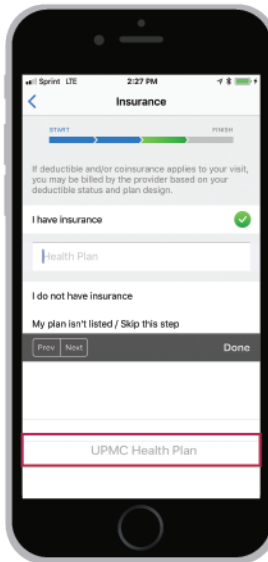 Sprint LTE 2:27 PM
Insurance
START FINISH
If deductible and/or coinsurance applies to your visit,
you may be billed by the provider based on your
deductible status and plan design.
I have insurance
Health Plan
I do not have insurance
My plan isn't listed / Skip this step
Prev Next Done
UPMC Health Plan